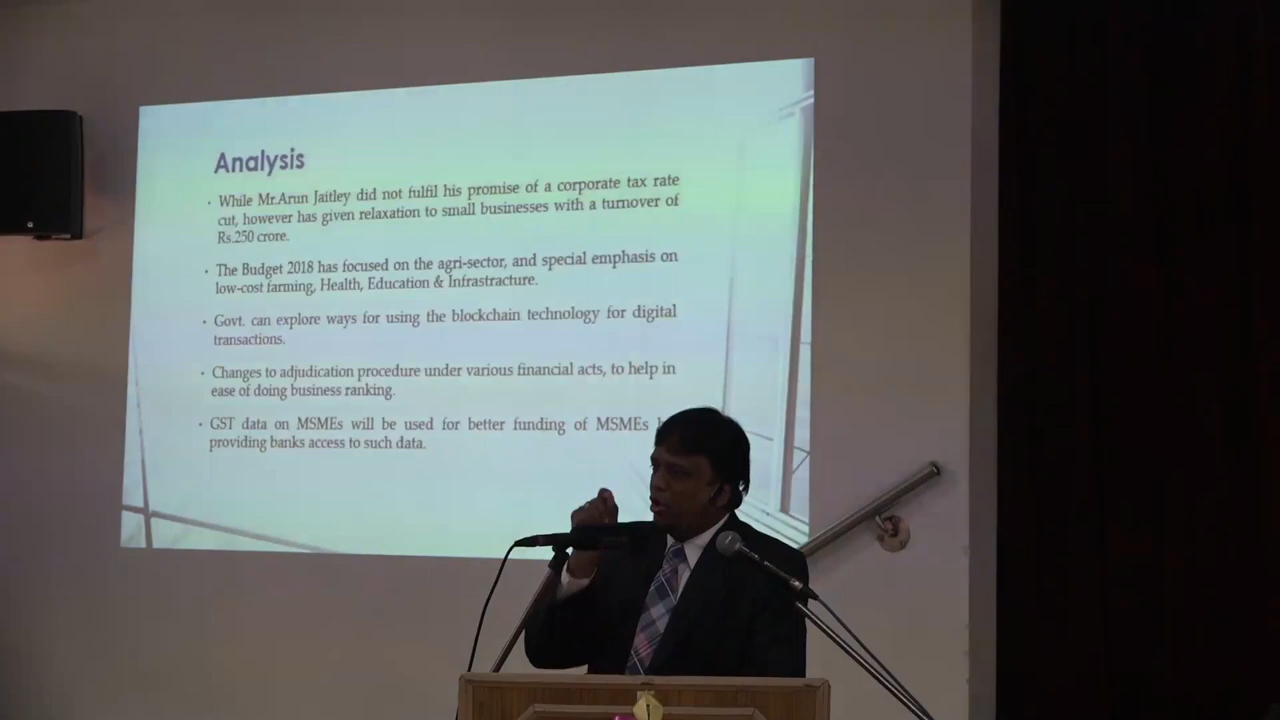 Analysis
· While Mr.Arun Jaitley did not fulfil his promise of a corporate tax rate
cut, however has given relaxation to small businesses with a turnover of
Rs.250 crore.
· The Budget 2018 has focused on the agri-sector, and special emphasis on
low-cost farming, Health, Education & Infrastracture.
· Govt. can explore ways for using the blockchain technology for digital
transactions.
· Changes to adjudication procedure under various financial acts, to help in
ease of doing business ranking.
· GST data on MSMEs will be used for better funding of MSMEs
providing banks access to such data.